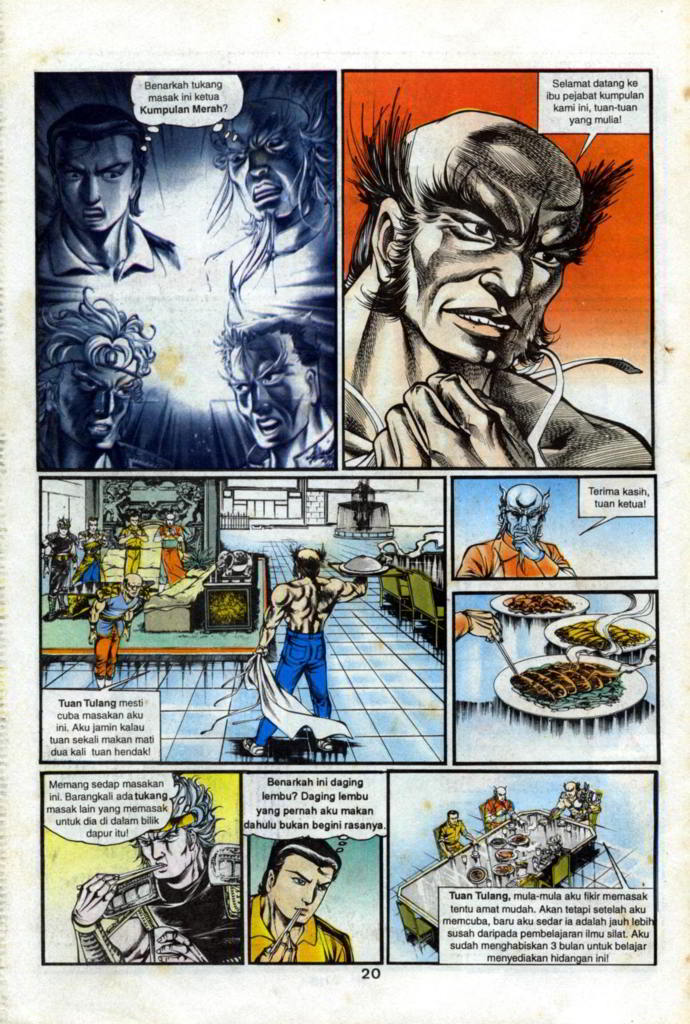 Benarkah tukang
masak ini ketua
Kumpulan Merah?
Selamat datang ke
ibu pejabat kumpulan
kami ini, tuan-tuan
yang mulia!
Tuan Tulang mesti
cuba masakan aku
ini. Aku jamin kalau
tuan sekali makan mati
dua kali tuan hendak!
Terima kasih,
tuan ketua!
Memang sedap masakan
ini. Barangkali ada tukang
masak lain yang memasak
untuk dia di dalam bilik
dapur itu!
Benarkah ini daging
lembu? Daging lembu
yang pernah aku makan
dahulu bukan begini rasanya.
Tuan Tulang, mula-mula aku fikir memasak
tentu amat mudah. Akan tetapi setelah aku
memcuba, baru aku sedar ia adalah jauh lebih
susah daripada pembelajaran ilmu silat. Aku
sudah menghabiskan 3 bulan untuk belajar
menyediakan hidangan ini!
20